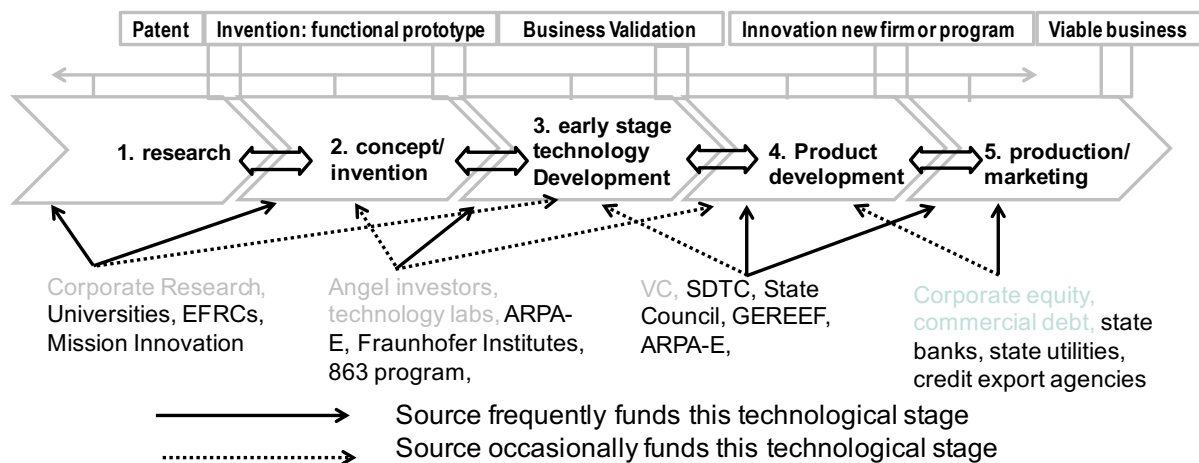 Patent
Invention: functional prototype
Business Validation
Innovation new firm or program
Viable business
1. research
2. concept/
invention
3. early stage
technology
Development
4. Product
development
5. production/
marketing
Corporate Research,
Universities, EFRCs,
Mission Innovation
Angel investors,
technology labs, ARPA-
E, Fraunhofer Institutes,
863 program,
VC, SDTC, State
Council, GEREEF,
ARPA-E,
Corporate equity,
commercial debt, state
banks, state utilities,
credit export agencies
Source frequently funds this technological stage
Source occasionally funds this technological stage